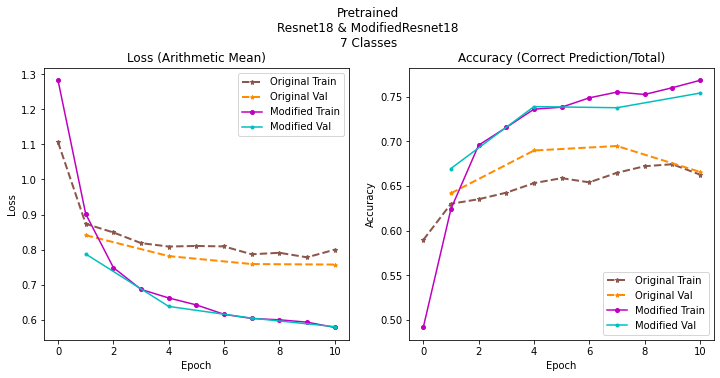 Pretrained
Resnet18 & ModifiedResnet18
7 Classes
Loss (Arithmetic Mean)
1.3
1.2
1.1
1.0
0.9
0.8
0.7
0.6
Loss
0 2 4 6 8 10
Epoch
Original Train
Original Val
Modified Train
Modified Val
Accuracy (Correct Prediction/Total)
0.75
0.70
0.65
0.60
0.55
0.50
Accuracy
0 2 4 6 8 10
Epoch
Original Train
Original Val
Modified Train
Modified Val